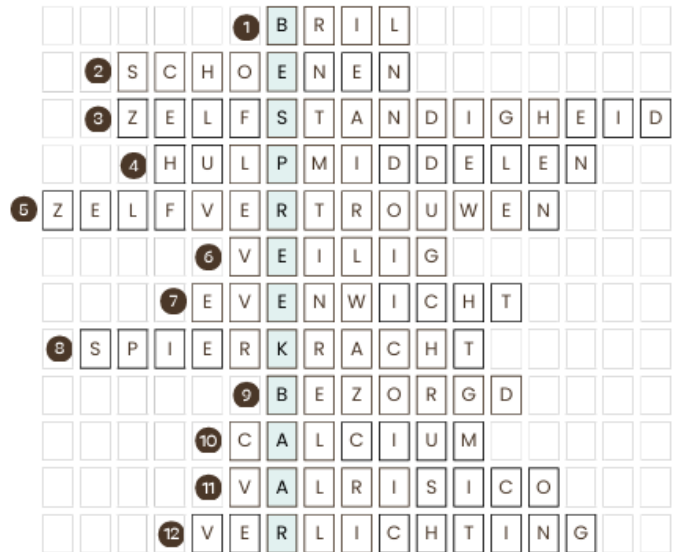 1 BRIL
2 SCHOENEN
3 ZELFSTANDIGHEID
4 HULPMIDDELEN
5 ZELFVERTROUWEN
6 VEILIG
7 EVENWICHT
8 SPIERKRACHT
9 BEZORGD
10 CALCIUM
11 VALRISICO
12 VERLICHTING